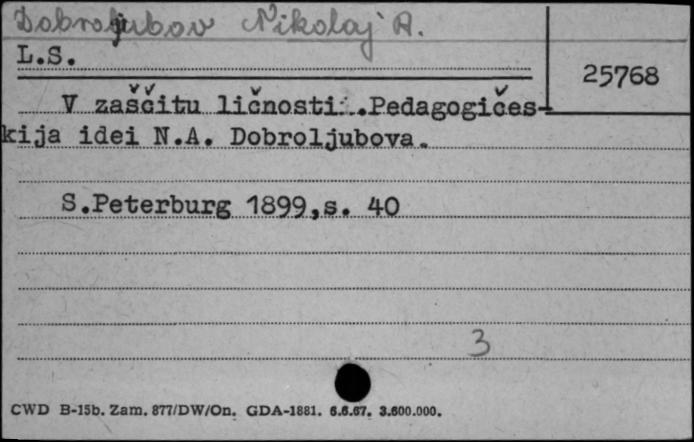 Dobroljubov Nikolaj A.
L.S.
25768
V zaščitu ličnosti. .Pedagogičes-
kija idei N.A. Dobroljubova.
S.Peterburg 1899,s. 40
3
CWD B-15b. Zam. 877/DW/On. GDA-1881. 6.6.67. 3.600.000.